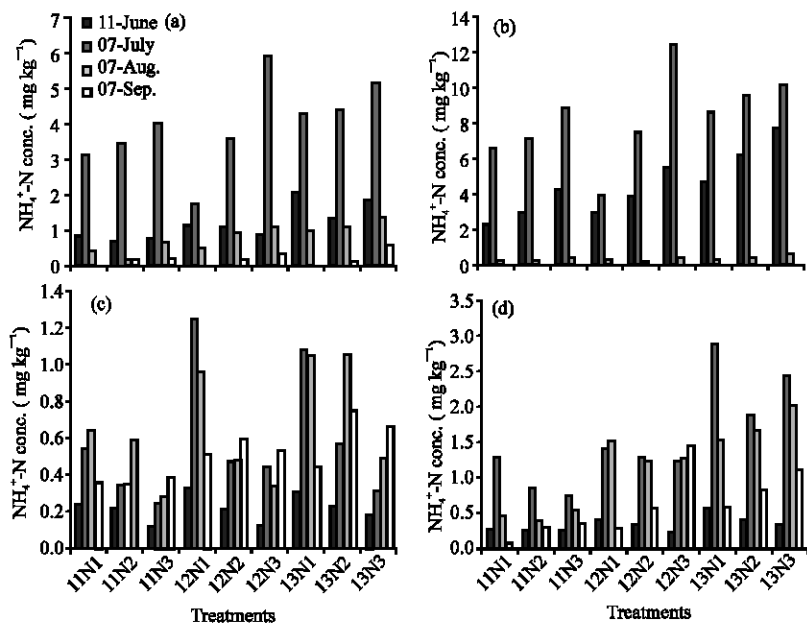 11-June (a)
07-July
07-Aug.
07-Sep.
NH₄⁺-N conc. ( mg kg⁻¹)
7
6
5
4
3
2
1
0
(b)
NH₄⁺-N conc. ( mg kg⁻¹)
14
12
10
8
6
4
2
0
(c)
NH₄⁺-N conc. ( mg kg⁻¹)
1.4
1.2
1.0
0.8
0.6
0.4
0.2
0.0
11N1 11N2 11N3 12N1 12N2 12N3 13N1 13N2 13N3
Treatments
(d)
NH₄⁺-N conc. ( mg kg⁻¹)
3.5
3.0
2.5
2.0
1.5
1.0
0.5
0.0
11N1 11N2 11N3 12N1 12N2 12N3 13N1 13N2 13N3
Treatments